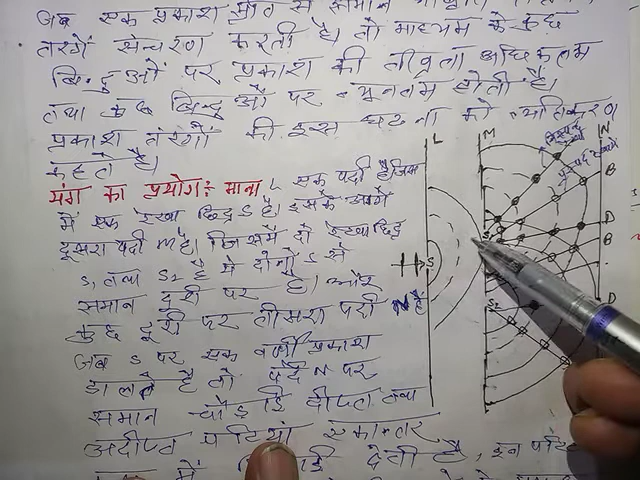 जब एक प्रकाश स्रोत से समान
तरंगें संचरण करती है। तो माध्यम के कुछ
बिन्दुओं पर प्रकाश की तीव्रता अधिकतम
तथा कुछ बिन्दुओं पर न्यूनतम होती है।
प्रकाश तरंगों की इस घटना को व्यतिकरण
कहते है।
यंग का प्रयोग:- माना L एक पर्दा है जिस
में एक रेखा छिद्र S है। इसके आगे
दूसरा पर्दा M है। जिसमें दो रेखा छिद्र
S₁ तथा S₂ है ये दोनों S से
समान दूरी पर है। और
कुछ दूरी पर तीसरा पर्दा N है
जब S पर एक वर्णी प्रकाश
डालते है तो पर्दे N पर
समान चौड़ाई दीप्त तथा
अदीप्त पटियां एकान्तर
में दिखाई देती है, इन
L
M
N
B
D
B
D
S
S₁
S₂